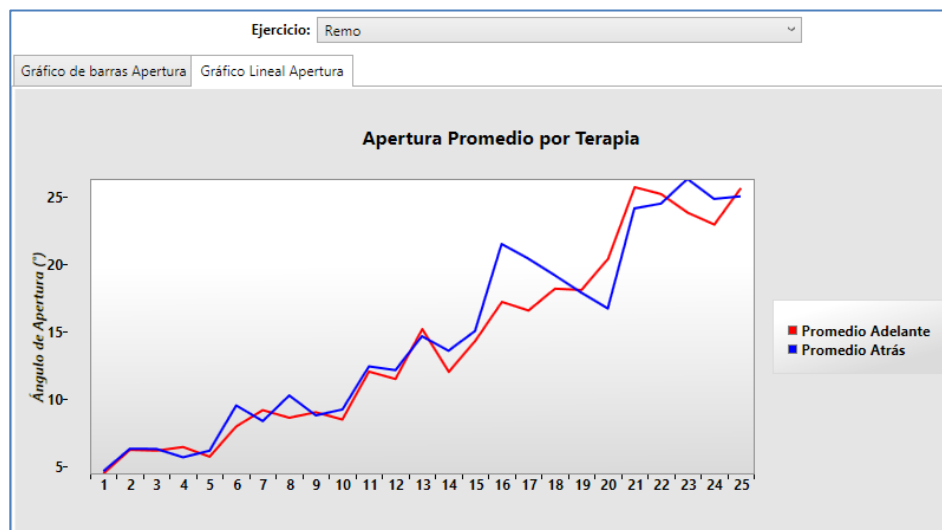 Ejercicio: Remo
Gráfico de barras Apertura Gráfico Lineal Apertura
Apertura Promedio por Terapia
Ángulo de Apertura (°)
25
20
15
10
5
1 2 3 4 5 6 7 8 9 10 11 12 13 14 15 16 17 18 19 20 21 22 23 24 25
Promedio Adelante
Promedio Atrás